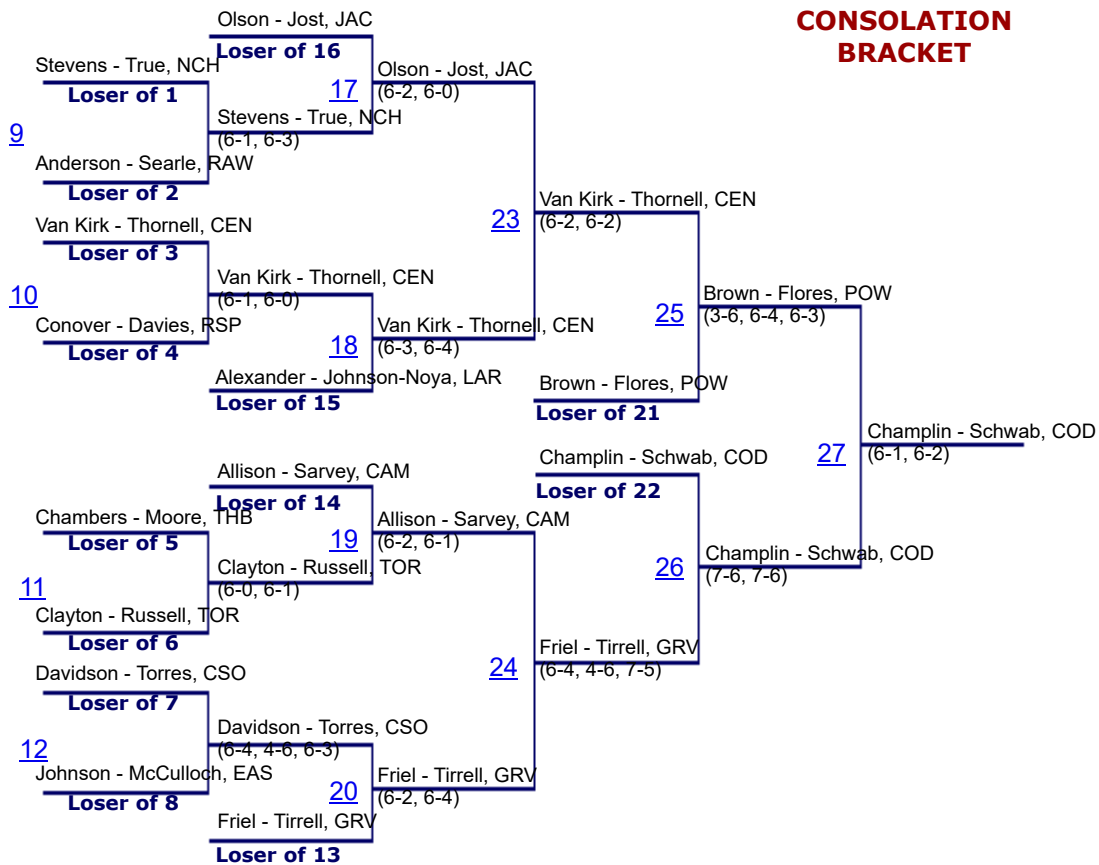 CONSOLATION
BRACKET
Olson - Jost, JAC
Loser of 16
Stevens - True, NCH
Loser of 1
17
Olson - Jost, JAC
(6-2, 6-0)
9
Stevens - True, NCH
(6-1, 6-3)
Anderson - Searle, RAW
Loser of 2
23
Van Kirk - Thornell, CEN
(6-2, 6-2)
Van Kirk - Thornell, CEN
Loser of 3
10
Van Kirk - Thornell, CEN
(6-1, 6-0)
25
Brown - Flores, POW
(3-6, 6-4, 6-3)
Conover - Davies, RSP
Loser of 4
18
Van Kirk - Thornell, CEN
(6-3, 6-4)
Alexander - Johnson-Noya, LAR
Loser of 15
Brown - Flores, POW
Loser of 21
27
Champlin - Schwab, COD
(6-1, 6-2)
Champlin - Schwab, COD
Loser of 22
Allison - Sarvey, CAM
Loser of 14
Chambers - Moore, THB
Loser of 5
19
Allison - Sarvey, CAM
(6-2, 6-1)
26
Champlin - Schwab, COD
(7-6, 7-6)
11
Clayton - Russell, TOR
(6-0, 6-1)
Clayton - Russell, TOR
Loser of 6
24
Friel - Tirrell, GRV
(6-4, 4-6, 7-5)
Davidson - Torres, CSO
Loser of 7
12
Davidson - Torres, CSO
(6-4, 4-6, 6-3)
Johnson - McCulloch, EAS
Loser of 8
20
Friel - Tirrell, GRV
(6-2, 6-4)
Friel - Tirrell, GRV
Loser of 13